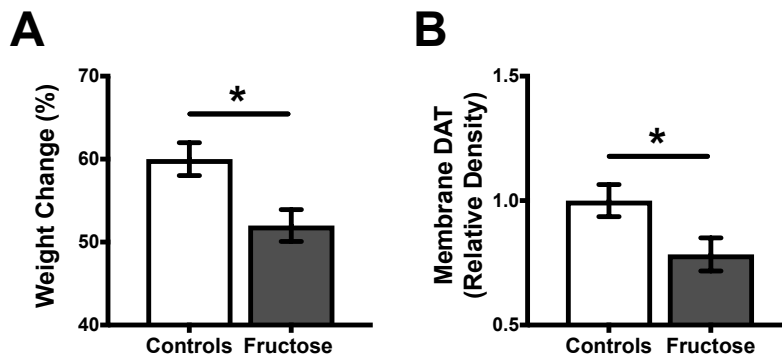 A
Weight Change (%)
70
60
50
40
*
Controls Fructose
B
Membrane DAT
(Relative Density)
1.5
1.0
0.5
*
Controls Fructose